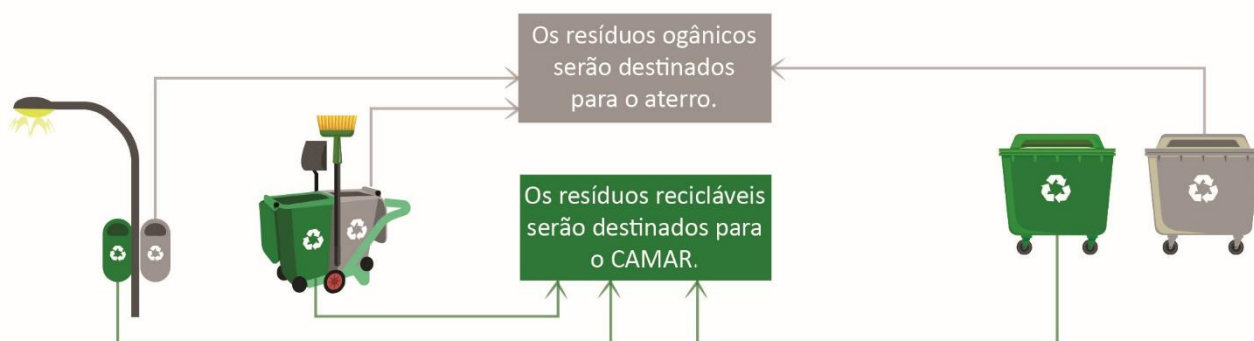 Os resíduos ogânicos
serão destinados
para o aterro.
Os resíduos recicláveis
serão destinados para
o CAMAR.